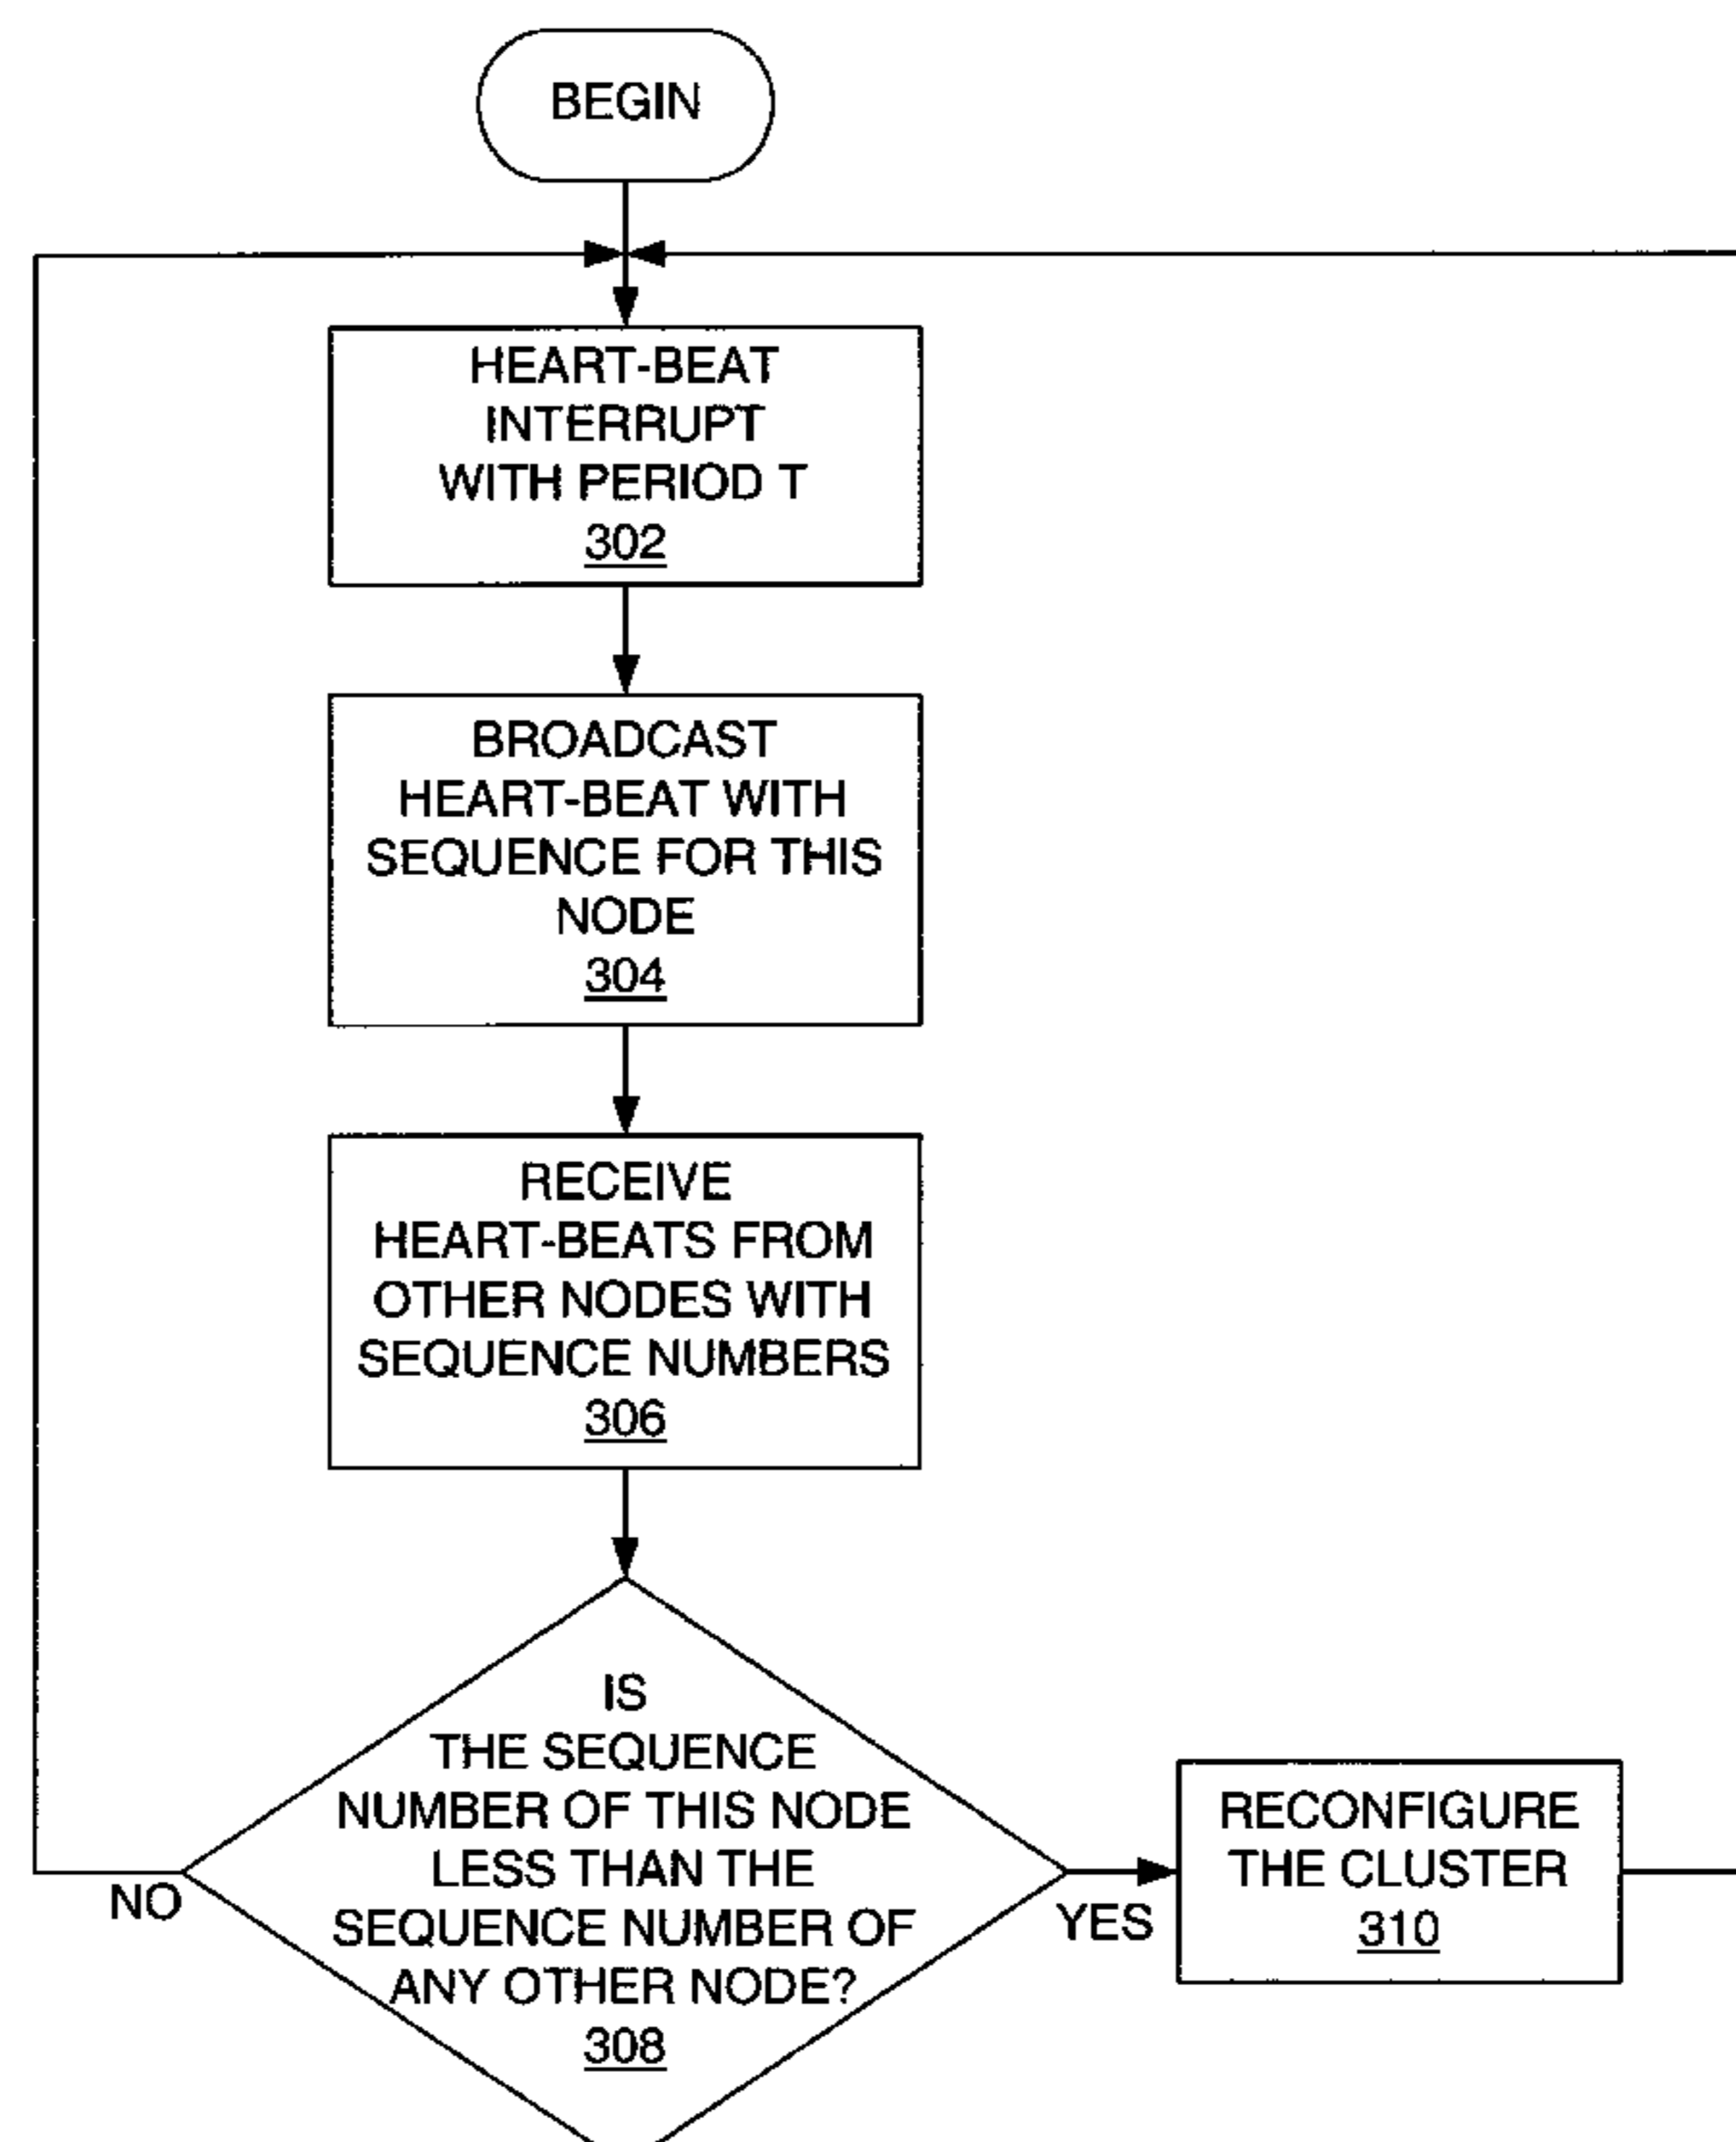 BEGIN
HEART-BEAT
INTERRUPT
WITH PERIOD T
302
BROADCAST
HEART-BEAT WITH
SEQUENCE FOR THIS
NODE
304
RECEIVE
HEART-BEATS FROM
OTHER NODES WITH
SEQUENCE NUMBERS
306
IS
THE SEQUENCE
NUMBER OF THIS NODE
LESS THAN THE
SEQUENCE NUMBER OF
ANY OTHER NODE?
308
NO
YES
RECONFIGURE
THE CLUSTER
310